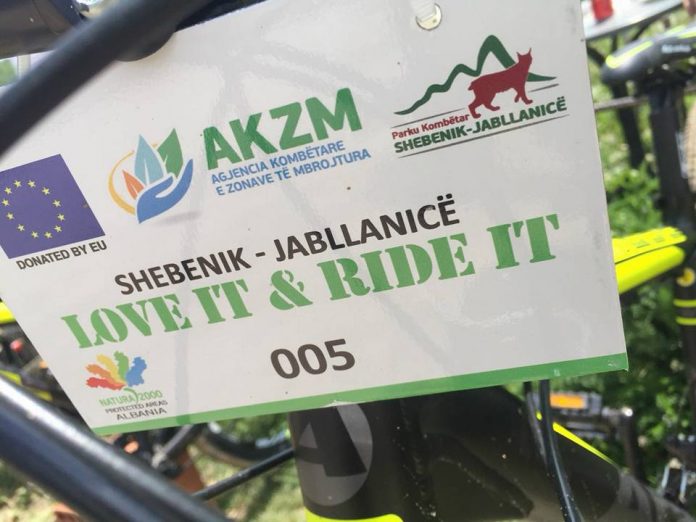 AKZM
AGJENCIA KOMBËTARE
E ZONAVE TË MBROJTURA
Parku Kombëtar
SHEBENIK-JABLLANICË
DONATED BY EU
SHEBENIK - JABLLANICË
LOVE IT & RIDE IT
005
NATURA 2000
PROTECTED AREAS
ALBANIA
A